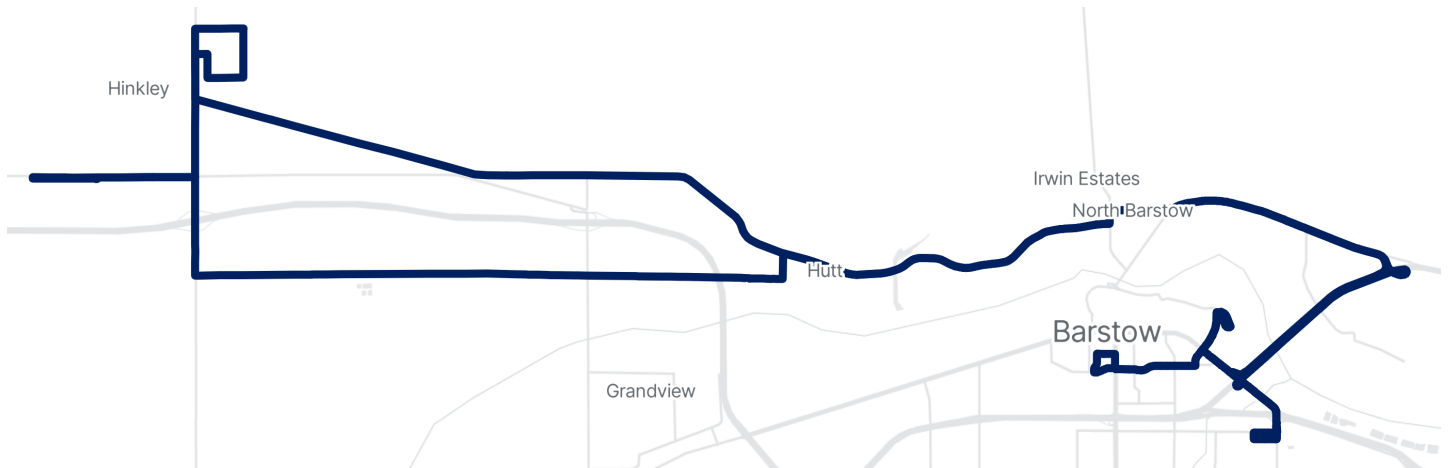 Hinkley
Irwin Estates
North Barstow
Hutt
Barstow
Grandview